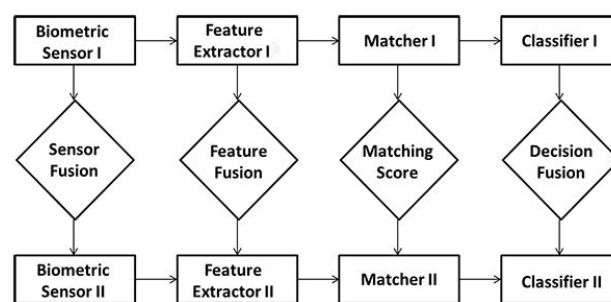 Biometric
Sensor I
Feature
Extractor I
Matcher I
Classifier I
Sensor
Fusion
Feature
Fusion
Matching
Score
Decision
Fusion
Biometric
Sensor II
Feature
Extractor II
Matcher II
Classifier II